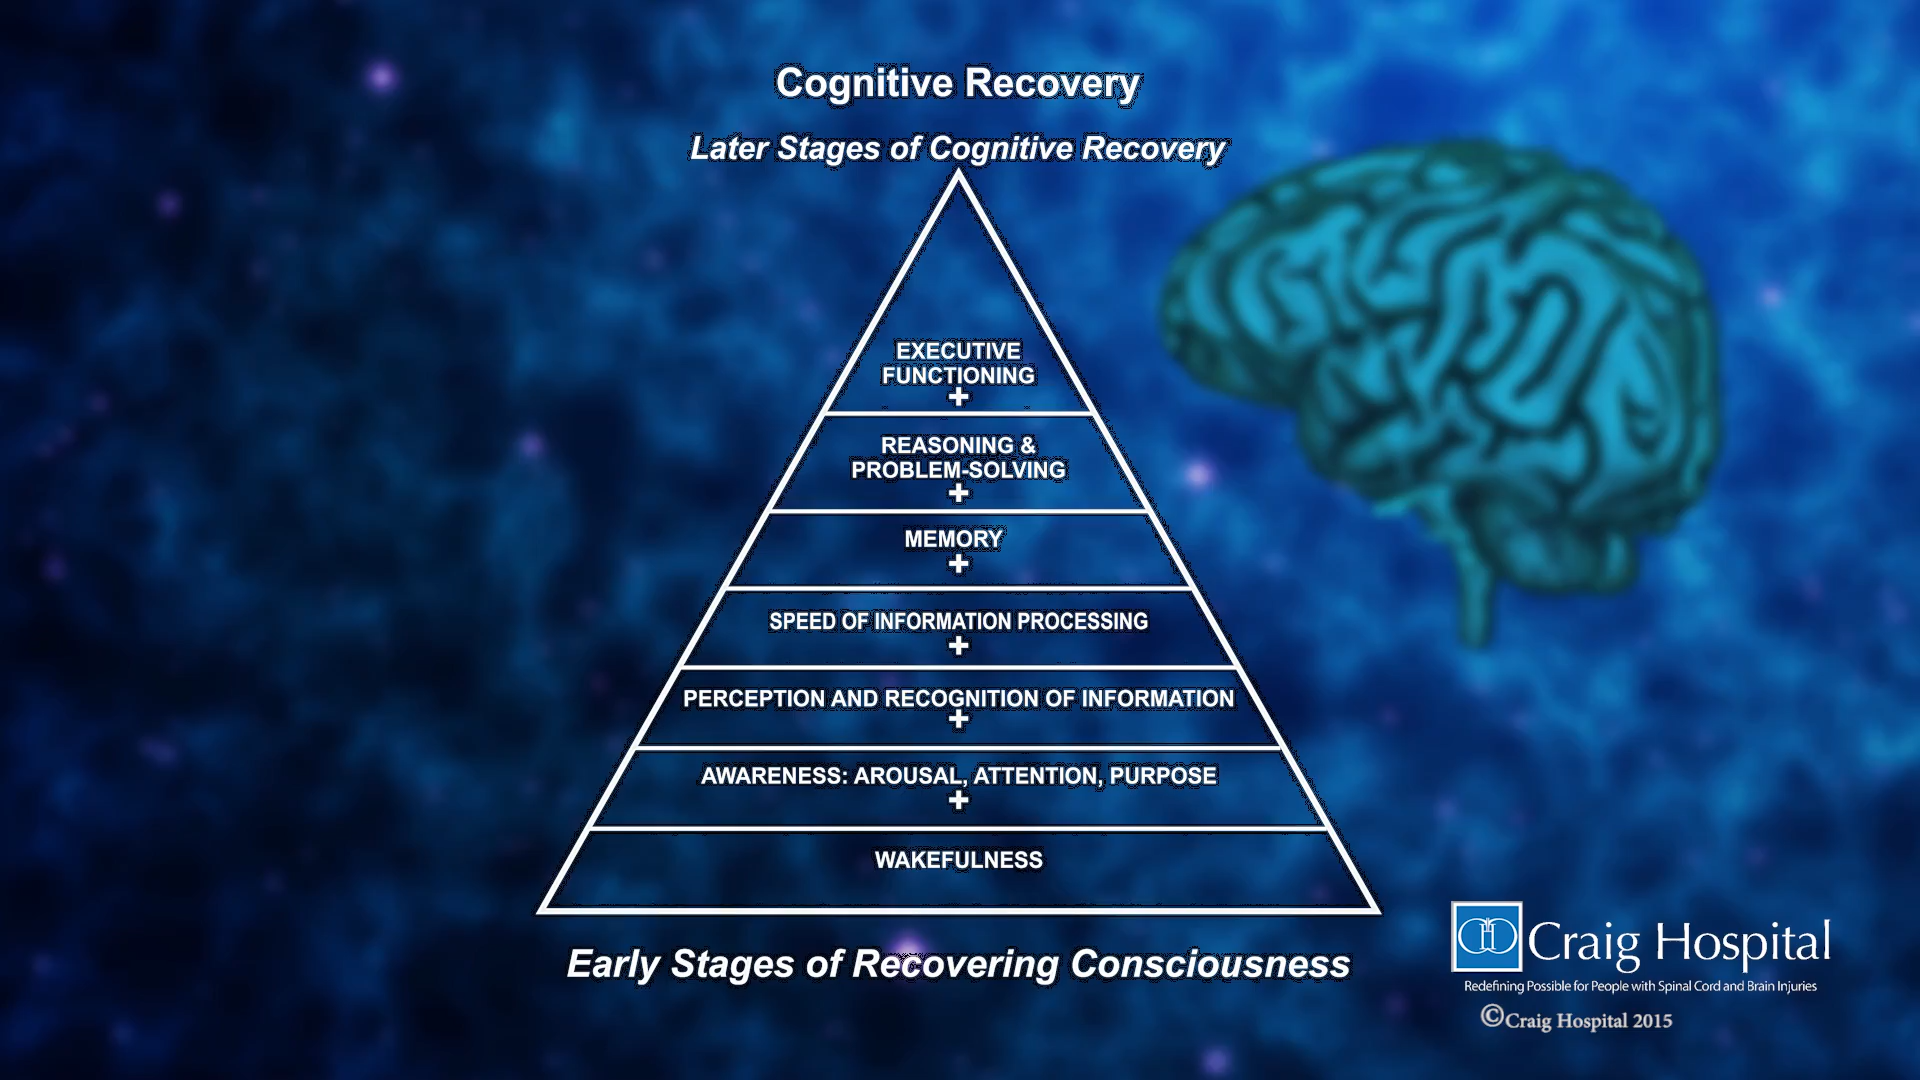 Cognitive Recovery
Later Stages of Cognitive Recovery
EXECUTIVE
FUNCTIONING
+
REASONING &
PROBLEM-SOLVING
+
MEMORY
+
SPEED OF INFORMATION PROCESSING
+
PERCEPTION AND RECOGNITION OF INFORMATION
+
AWARENESS: AROUSAL, ATTENTION, PURPOSE
+
WAKEFULNESS
Early Stages of Recovering Consciousness
Craig Hospital
Redefining Possible for People with Spinal Cord and Brain Injuries
©Craig Hospital 2015